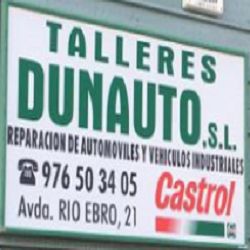 TALLERES
DUNAUTO, S.L.
REPARACION DE AUTOMOVILES Y VEHICULOS INDUSTRIALES
☎ 976 50 34 05
Castrol
Avda. RIO EBRO, 21